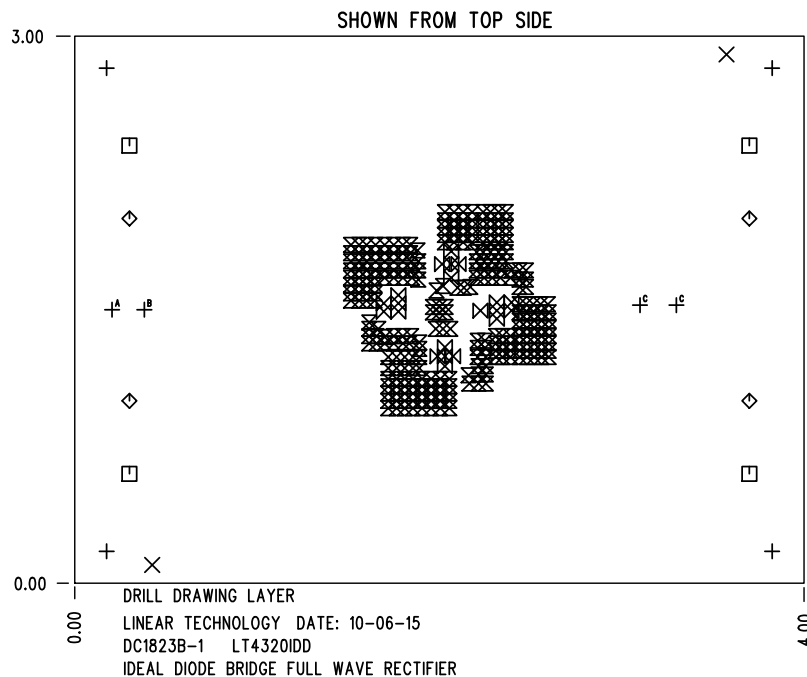 SHOWN FROM TOP SIDE
3.00
A B C C
0.00
0.00 4.00
DRILL DRAWING LAYER
LINEAR TECHNOLOGY DATE: 10-06-15
DC1823B-1 LT4320IDD
IDEAL DIODE BRIDGE FULL WAVE RECTIFIER